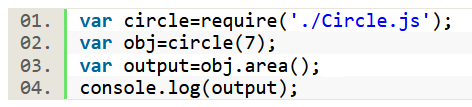 01. var circle=require('./Circle.js');
02. var obj=circle(7);
03. var output=obj.area();
04. console.log(output);